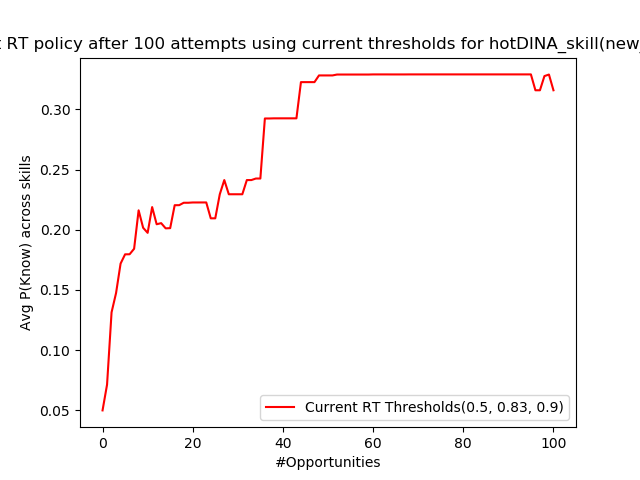 RT policy after 100 attempts using current thresholds for hotDINA_skill(new_
Avg P(Know) across skills
0.30
0.25
0.20
0.15
0.10
0.05
0 20 40 60 80 100
#Opportunities
Current RT Thresholds(0.5, 0.83, 0.9)